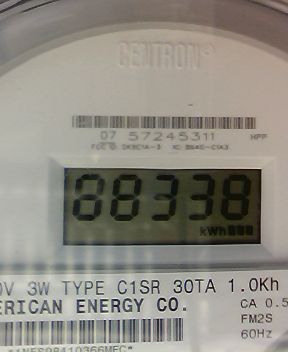 CENTRON®
07 57245311 HPP
88338
kWh
0V 3W TYPE C1SR 30TA 1.0Kh
ERICAN ENERGY CO.
CA 0.5
FM2S
60Hz